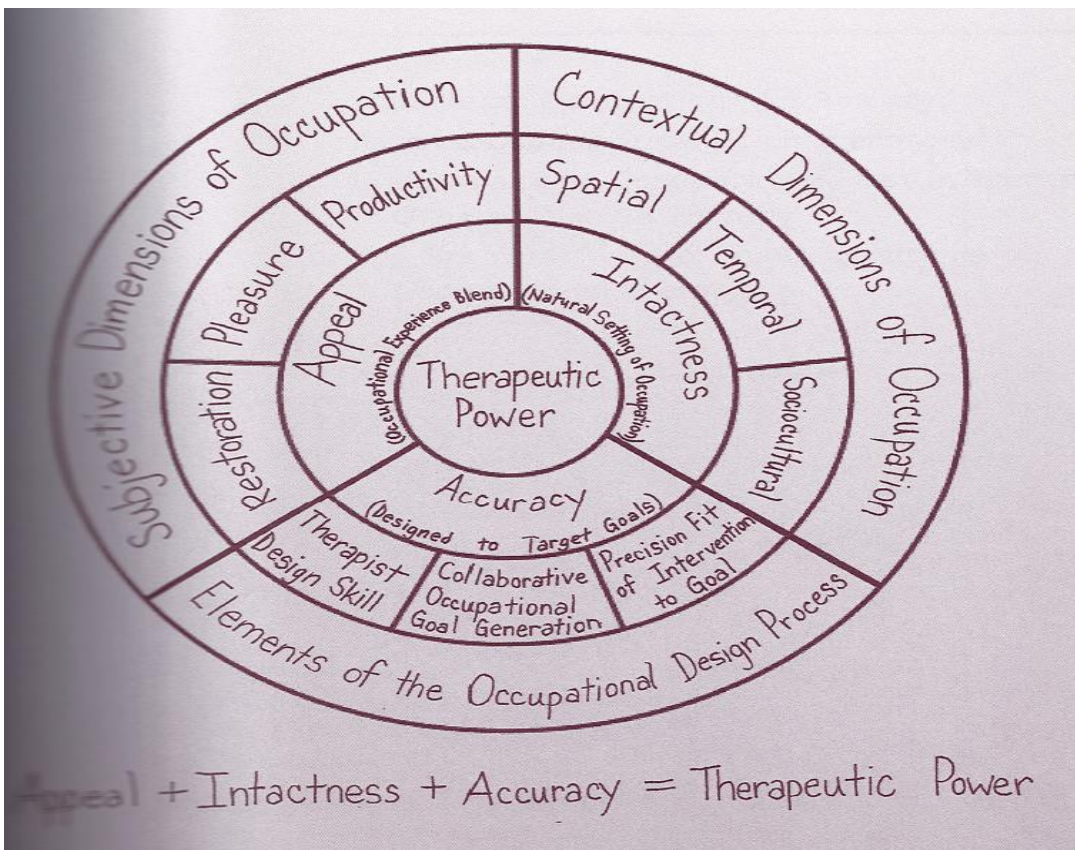 Subjective Dimensions of Occupation
Contextual Dimensions of Occupation
Productivity
Pleasure
Restoration
Spatial
Temporal
Sociocultural
Appeal
(Occupational Experience Blend)
Intactness
(Natural Setting of Occupation)
Therapeutic
Power
Accuracy
(Designed to Target Goals)
Therapist
Design Skill
Collaborative
Occupational
Goal Generation
Precision Fit
of Intervention
to Goal
Elements of the Occupational Design Process
Appeal + Intactness + Accuracy = Therapeutic Power